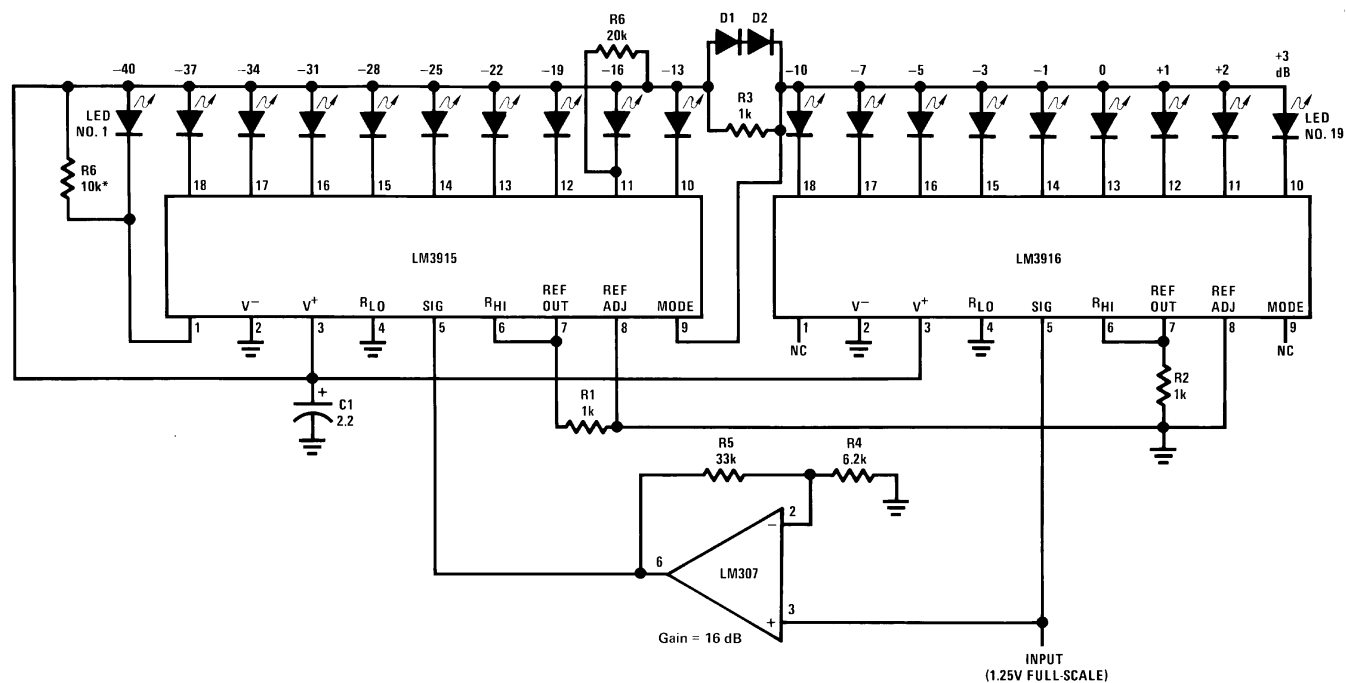 R6
20k
D1 D2
−40 −37 −34 −31 −28 −25 −22 −19 −16 −13 −10 −7 −5 −3 −1 0 +1 +2 +3
dB
LED
NO. 1
R3
1k
LED
NO. 19
R6
10k*
18 17 16 15 14 13 12 11 10 18 17 16 15 14 13 12 11 10
LM3915 LM3916
V− V+ RLO SIG RHI REF OUT REF ADJ MODE V− V+ RLO SIG RHI REF OUT REF ADJ MODE
1 2 3 4 5 6 7 8 9 1 2 3 4 5 6 7 8 9
NC NC
+
C1
2.2
R1
1k
R2
1k
R5
33k
R4
6.2k
2
−
6
LM307
3
+
Gain = 16 dB
INPUT
(1.25V FULL-SCALE)